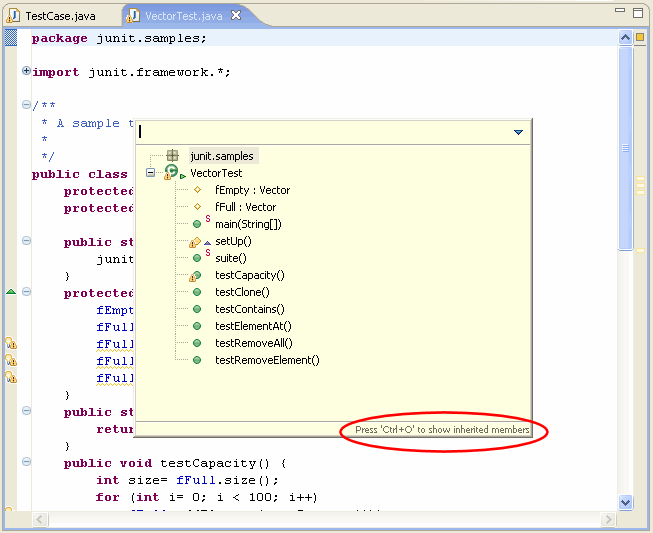 TestCase.java VectorTest.java
package junit.samples;
import junit.framework.*;
/**
* A sample t
*
*/
public class
protected
protected
public st
junit
}
protected
fEmpt
fFull
fFull
fFull
fFull
}
public st
retur
}
public void testCapacity() {
int size= fFull.size();
for (int i= 0; i < 100; i++)
junit.samples
VectorTest
fEmpty : Vector
fFull : Vector
main(String[])
S
setUp()
suite()
S
testCapacity()
testClone()
testContains()
testElementAt()
testRemoveAll()
testRemoveElement()
Press 'Ctrl+O' to show inherited members